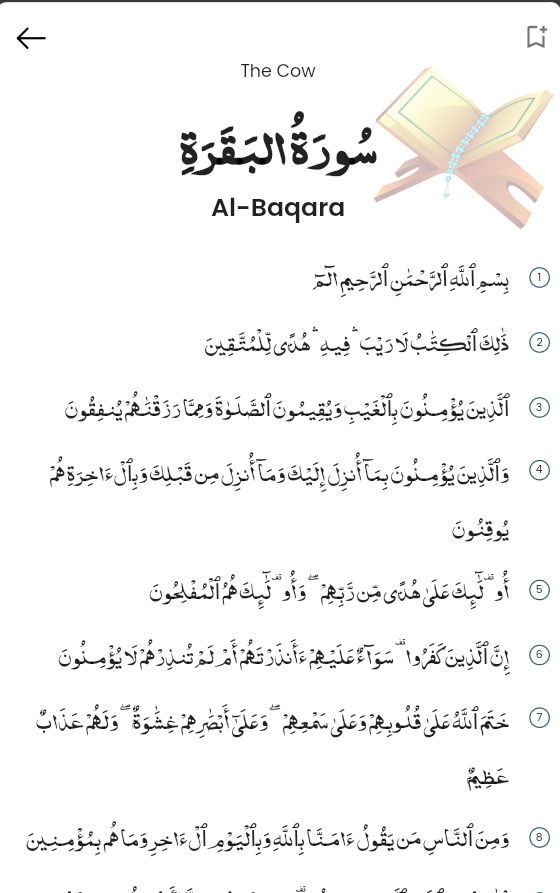 The Cow
سُورَةُ البَقَرَةِ
Al-Baqara
1 بِسْمِ ٱللَّهِ ٱلرَّحْمَٰنِ ٱلرَّحِيمِ الٓمٓ
2 ذَٰلِكَ ٱلْكِتَٰبُ لَا رَيْبَ ۛ فِيهِ ۛ هُدًى لِّلْمُتَّقِينَ
3 ٱلَّذِينَ يُؤْمِنُونَ بِٱلْغَيْبِ وَيُقِيمُونَ ٱلصَّلَوٰةَ وَمِمَّا رَزَقْنَٰهُمْ يُنفِقُونَ
4 وَٱلَّذِينَ يُؤْمِنُونَ بِمَآ أُنزِلَ إِلَيْكَ وَمَآ أُنزِلَ مِن قَبْلِكَ وَبِٱلْءَاخِرَةِ هُمْ
يُوقِنُونَ
5 أُو۟لَٰٓئِكَ عَلَىٰ هُدًى مِّن رَّبِّهِمْ ۖ وَأُو۟لَٰٓئِكَ هُمُ ٱلْمُفْلِحُونَ
6 إِنَّ ٱلَّذِينَ كَفَرُوا۟ سَوَآءٌ عَلَيْهِمْ ءَأَنذَرْتَهُمْ أَمْ لَمْ تُنذِرْهُمْ لَا يُؤْمِنُونَ
7 خَتَمَ ٱللَّهُ عَلَىٰ قُلُوبِهِمْ وَعَلَىٰ سَمْعِهِمْ ۖ وَعَلَىٰٓ أَبْصَٰرِهِمْ غِشَٰوَةٌ ۖ وَلَهُمْ عَذَابٌ
عَظِيمٌ
8 وَمِنَ ٱلنَّاسِ مَن يَقُولُ ءَامَنَّا بِٱللَّهِ وَبِٱلْيَوْمِ ٱلْءَاخِرِ وَمَا هُم بِمُؤْمِنِينَ